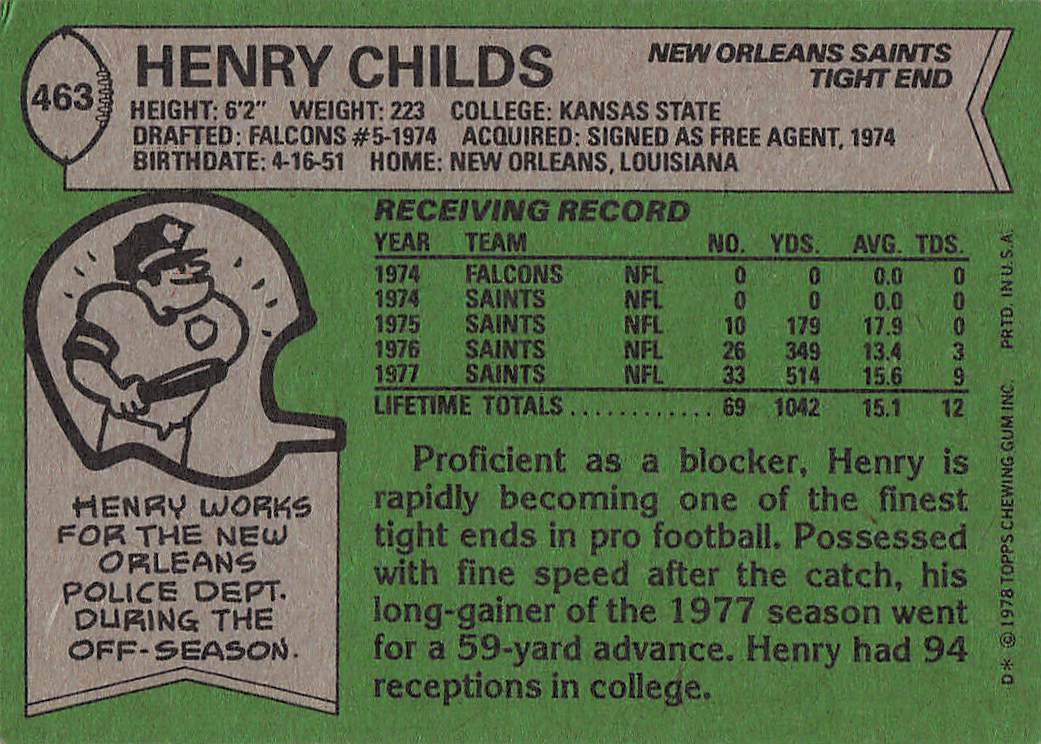 463
HENRY CHILDS
NEW ORLEANS SAINTS
TIGHT END
HEIGHT: 6'2" WEIGHT: 223 COLLEGE: KANSAS STATE
DRAFTED: FALCONS #5-1974 ACQUIRED: SIGNED AS FREE AGENT, 1974
BIRTHDATE: 4-16-51 HOME: NEW ORLEANS, LOUISIANA
RECEIVING RECORD
YEAR TEAM NO. YDS. AVG. TDS.
1974 FALCONS NFL 0 0 0.0 0
1974 SAINTS NFL 0 0 0.0 0
1975 SAINTS NFL 10 179 17.9 0
1976 SAINTS NFL 26 349 13.4 3
1977 SAINTS NFL 33 514 15.6 9
LIFETIME TOTALS............ 69 1042 15.1 12
Proficient as a blocker, Henry is
rapidly becoming one of the finest
tight ends in pro football. Possessed
with fine speed after the catch, his
long-gainer of the 1977 season went
for a 59-yard advance. Henry had 94
receptions in college.
HENRY WORKS
FOR THE NEW
ORLEANS
POLICE DEPT.
DURING THE
OFF-SEASON.
D* © 1978 TOPPS CHEWING GUM INC. PRTD. IN U.S.A.